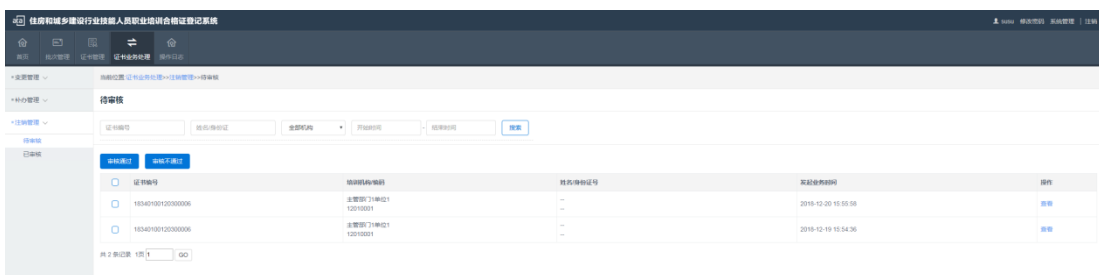 住房和城乡建设行业技能人员职业培训合格证登记系统
修改密码 系统管理 | 注销
首页 批次管理 证书管理 证书业务处理 操作日志
变更管理
补办管理
注销管理
待审核
已审核
当前位置:证书业务处理>>注销管理>>待审核
待审核
证书编号 姓名/身份证 全部机构 开始时间 - 结束时间 搜索
审核通过 审核不通过
证书编号 培训机构/编码 姓名/身份证号 发起业务时间 操作
18340100120300006 主管部门1单位1 -- 2018-12-20 15:55:58 查看
12010001 --
18340100120300006 主管部门1单位1 -- 2018-12-19 15:54:36 查看
12010001 --
共 2 条记录 1页 1 GO